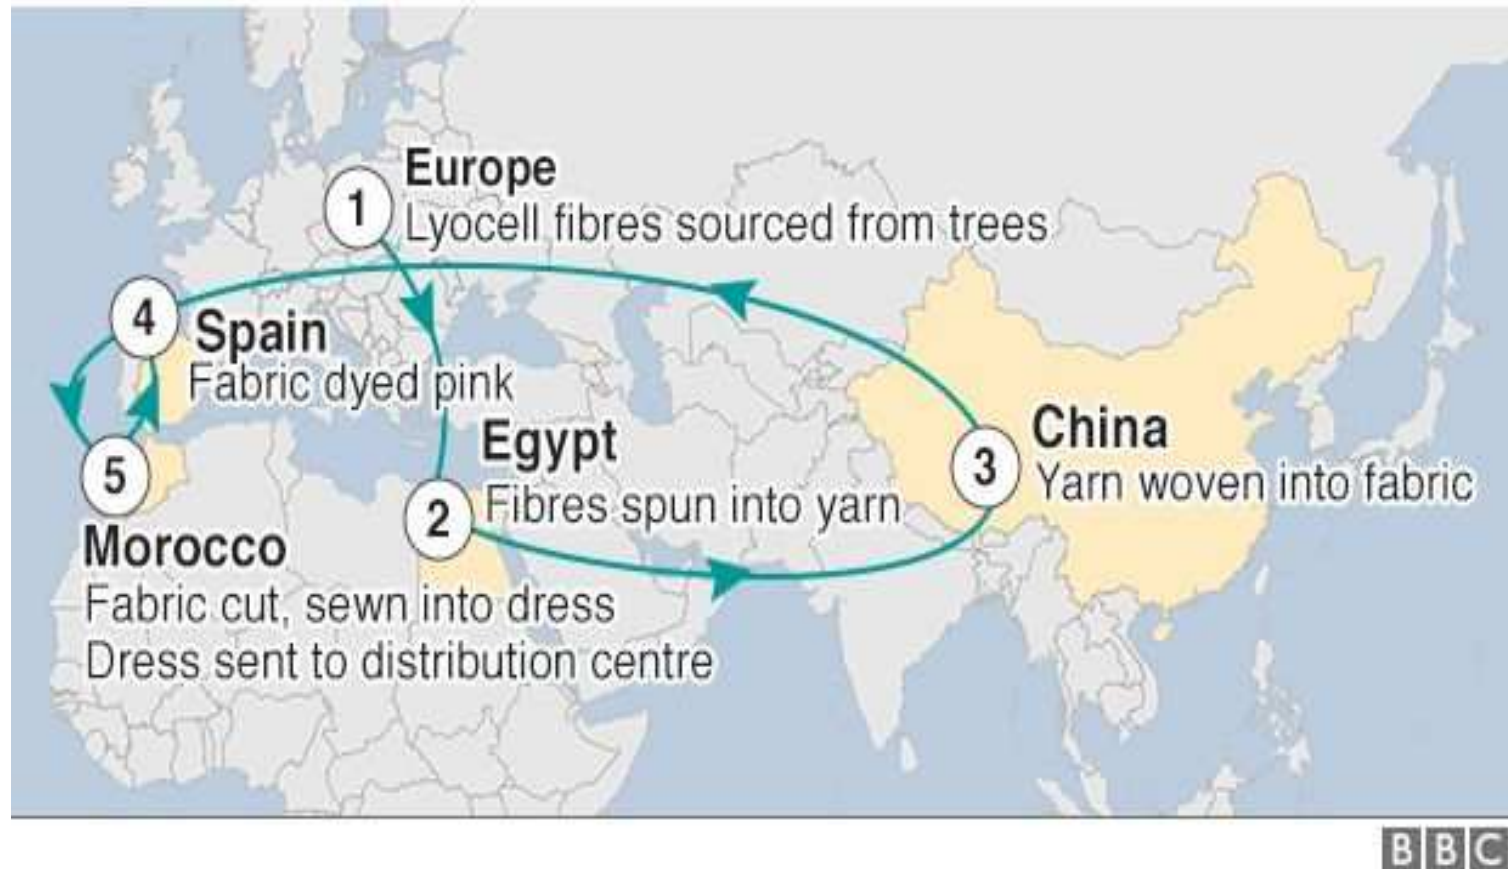 1
Europe
Lyocell fibres sourced from trees
4
Spain
Fabric dyed pink
Egypt
2
Fibres spun into yarn
China
3
Yarn woven into fabric
5
Morocco
Fabric cut, sewn into dress
Dress sent to distribution centre
BBC